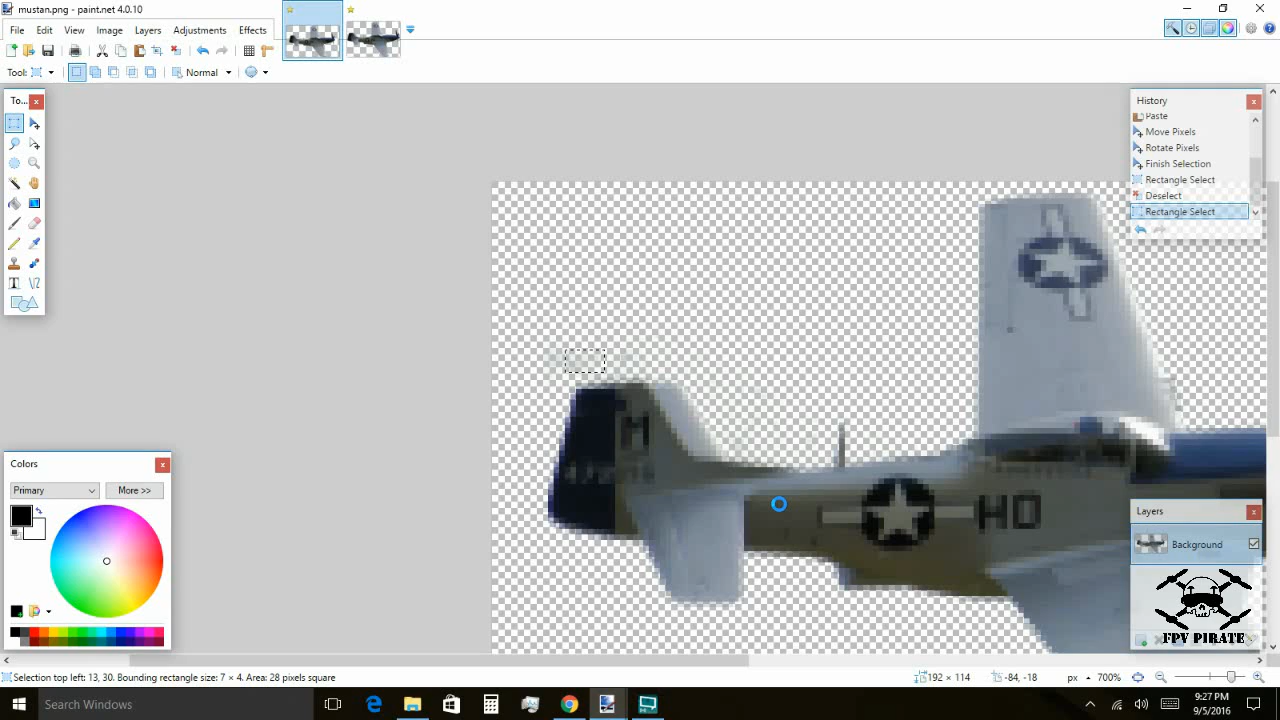 mustan.png - paint.net 4.0.10
File Edit View Image Layers Adjustments Effects
Tool: Normal
To...
History
Paste
Move Pixels
Rotate Pixels
Finish Selection
Rectangle Select
Deselect
Rectangle Select
H
HO
Colors
Primary
More >>
Layers
Background
FPV PIRATE
Selection top left: 13, 30. Bounding rectangle size: 7 × 4. Area: 28 pixels square
192 × 114
-84, -18
px
700%
Search Windows
9:27 PM
9/5/2016